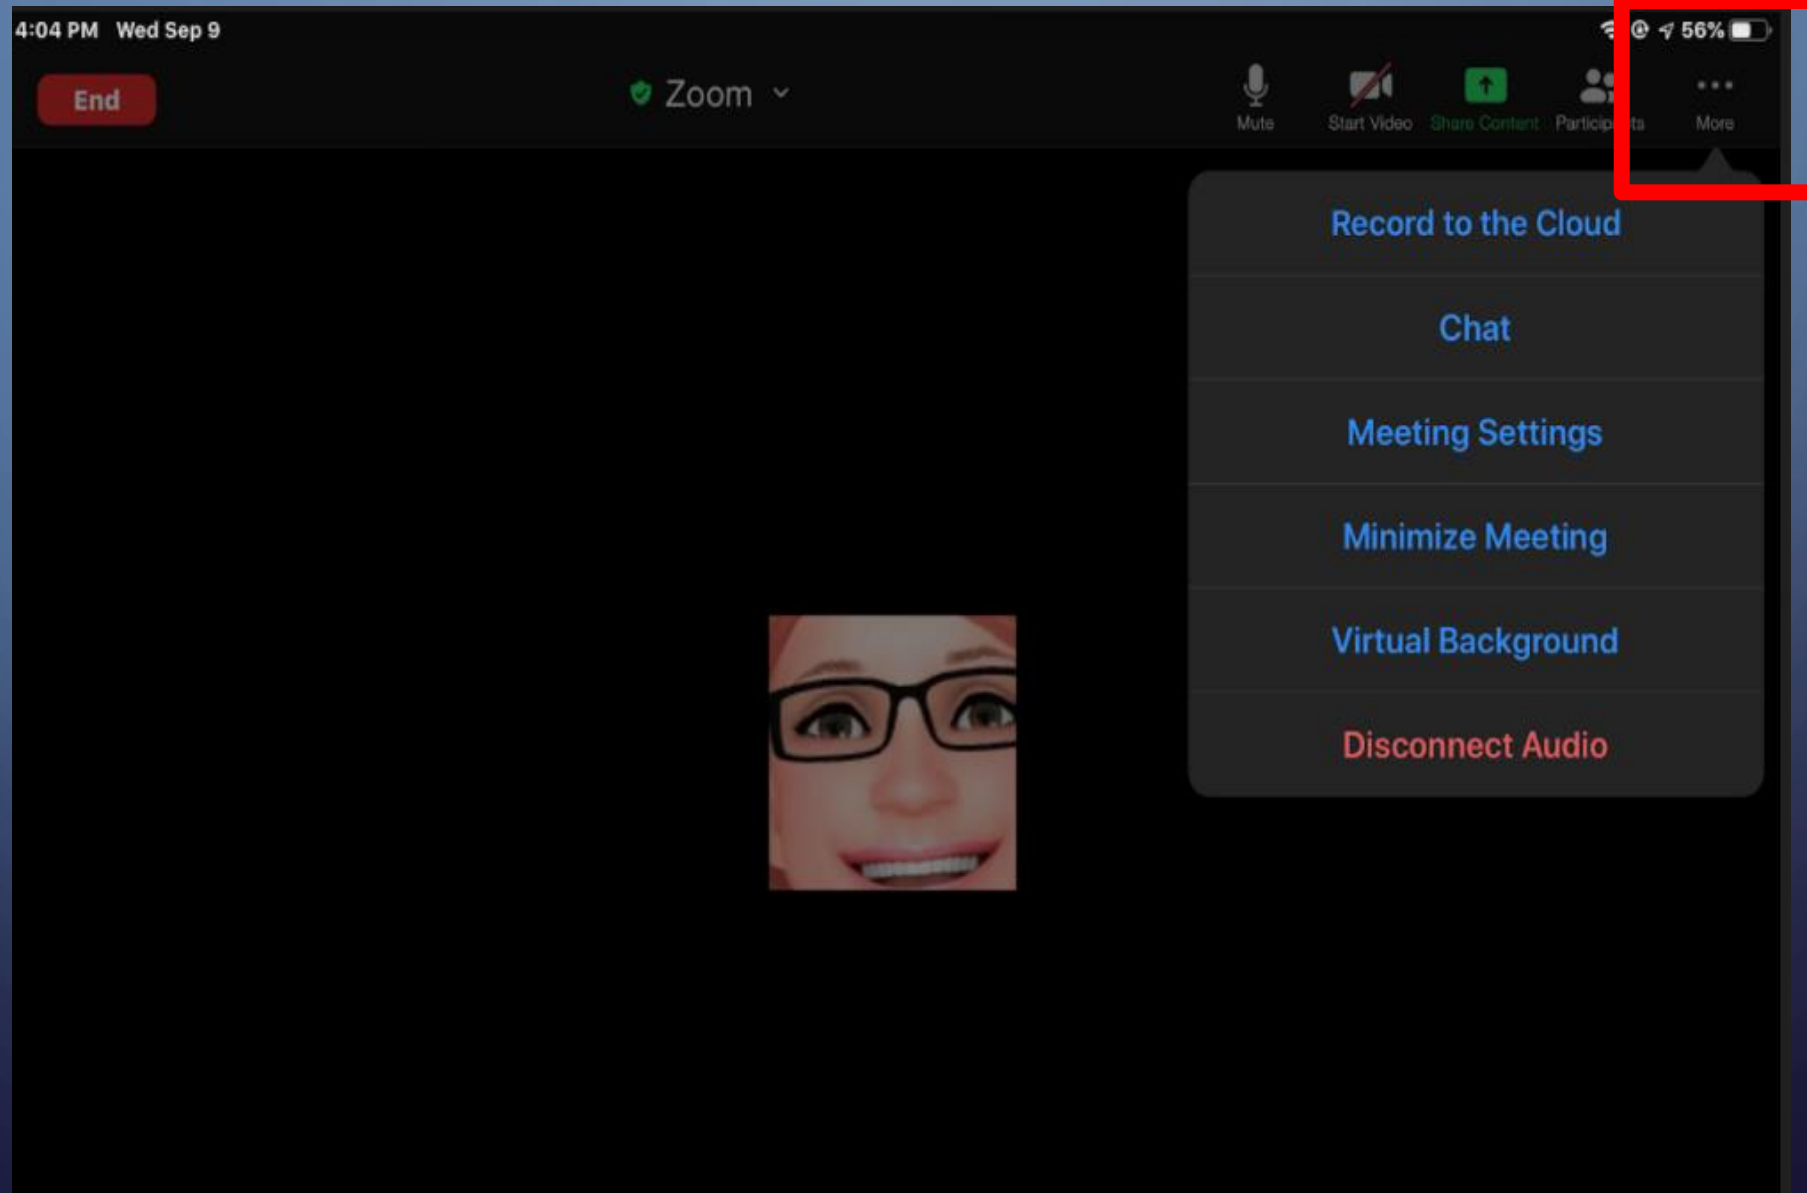 4:04 PM Wed Sep 9
56%
End
Zoom
Mute
Start Video
Share Content
Participants
More
Record to the Cloud
Chat
Meeting Settings
Minimize Meeting
Virtual Background
Disconnect Audio